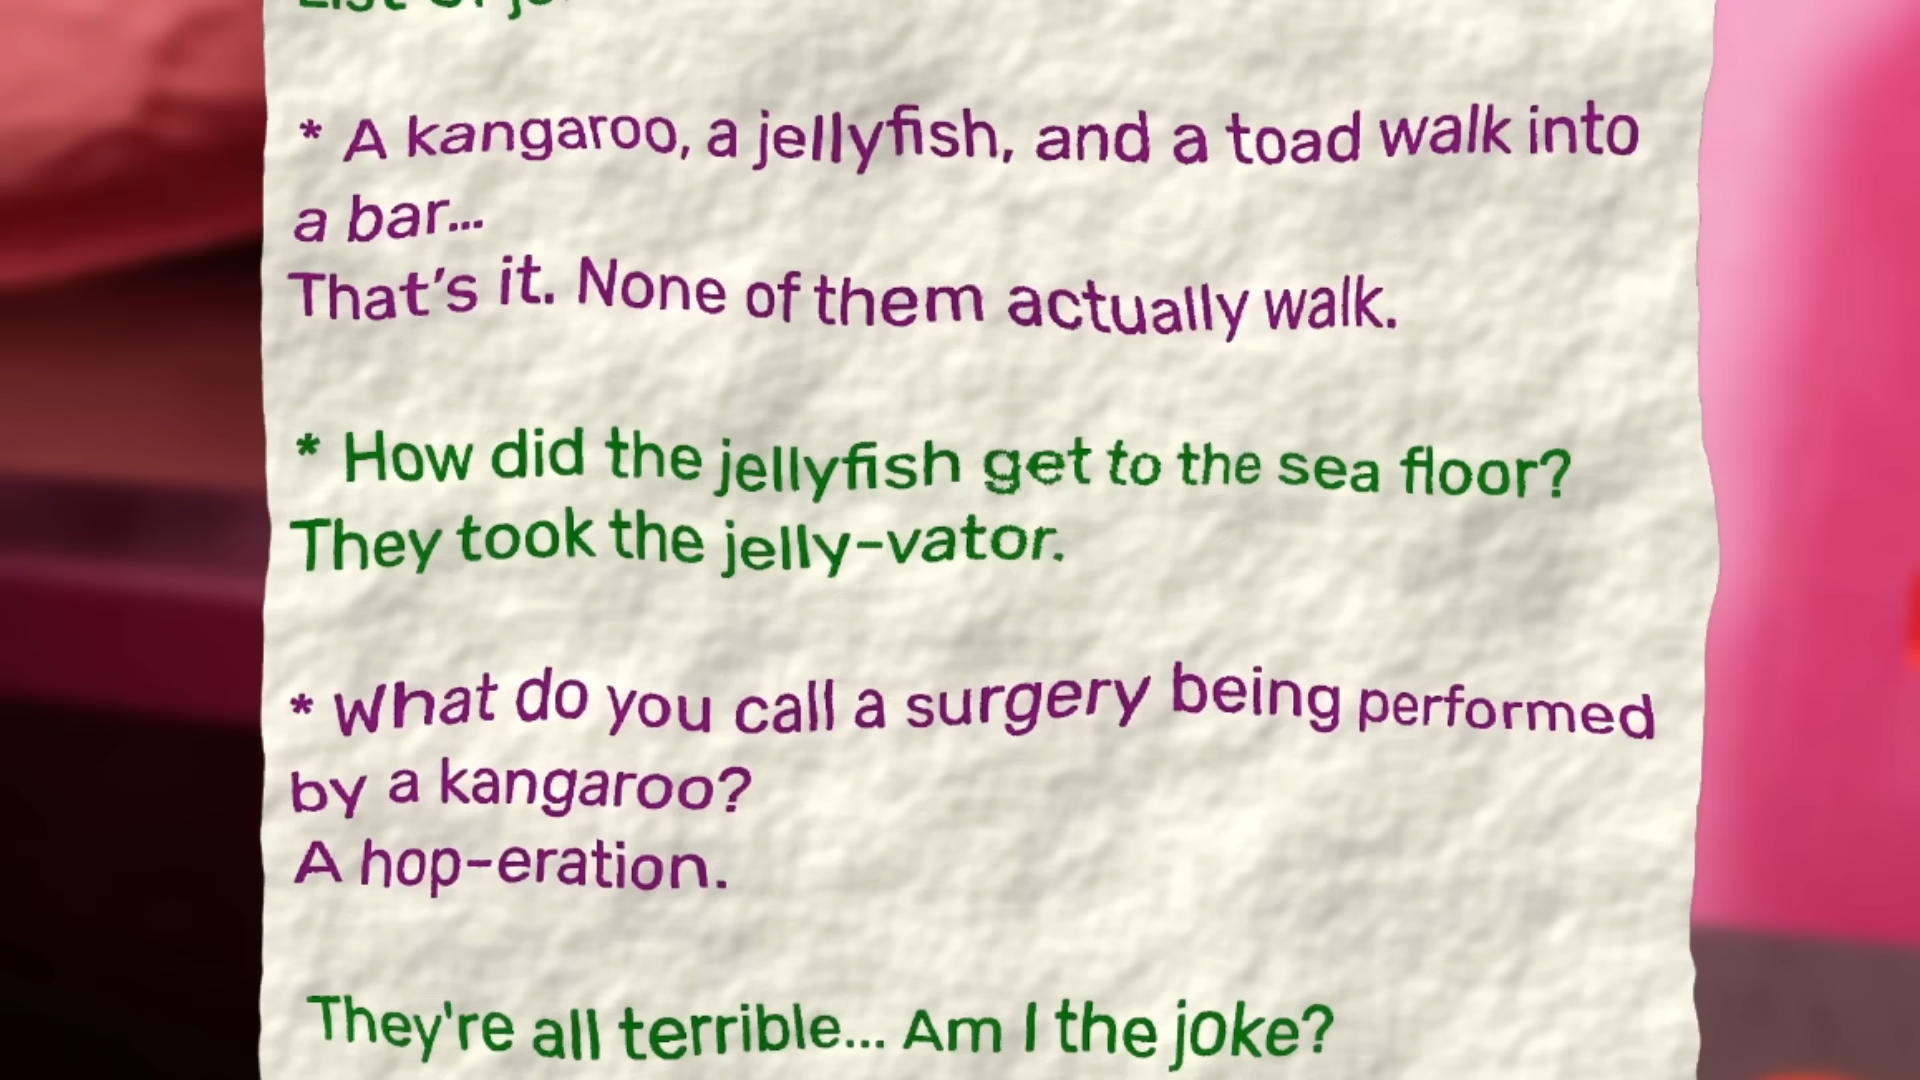 * A kangaroo, a jellyfish, and a toad walk into
a bar...
That's it. None of them actually walk.
* How did the jellyfish get to the sea floor?
They took the jelly-vator.
* What do you call a surgery being performed
by a kangaroo?
A hop-eration.
They're all terrible... Am I the joke?